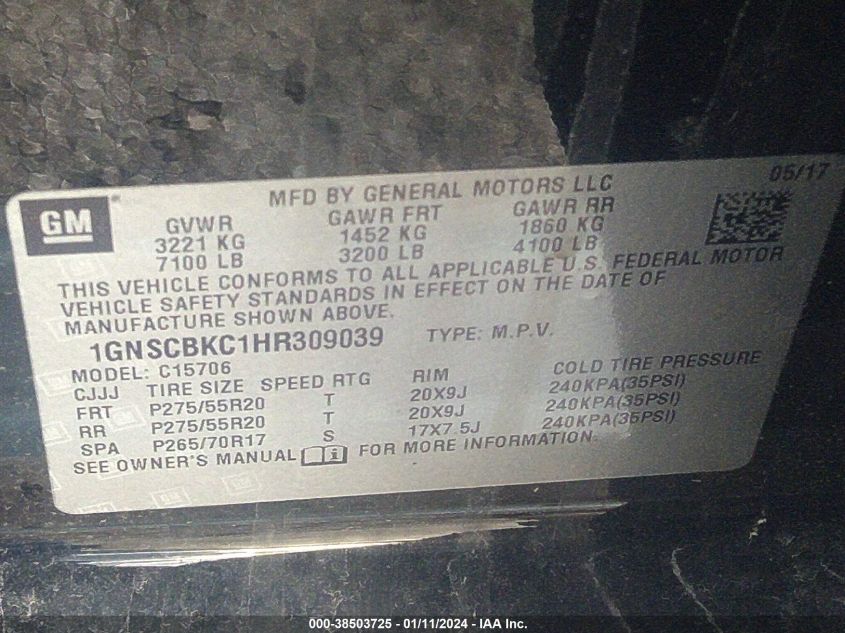 05/17
GM
MFD BY GENERAL MOTORS LLC
GVWR GAWR FRT GAWR RR
3221 KG 1452 KG 1860 KG
7100 LB 3200 LB 4100 LB
THIS VEHICLE CONFORMS TO ALL APPLICABLE U.S. FEDERAL MOTOR
VEHICLE SAFETY STANDARDS IN EFFECT ON THE DATE OF
MANUFACTURE SHOWN ABOVE.
1GNSCBKC1HR309039 TYPE: M.P.V.
MODEL: C15706
CJJJ TIRE SIZE SPEED RTG RIM COLD TIRE PRESSURE
FRT P275/55R20 T 20X9J 240KPA(35PSI)
RR P275/55R20 T 20X9J 240KPA(35PSI)
SPA P265/70R17 S 17X7.5J 240KPA(35PSI)
SEE OWNER'S MANUAL i FOR MORE INFORMATION.
000-38503725 - 01/11/2024 - IAA Inc.